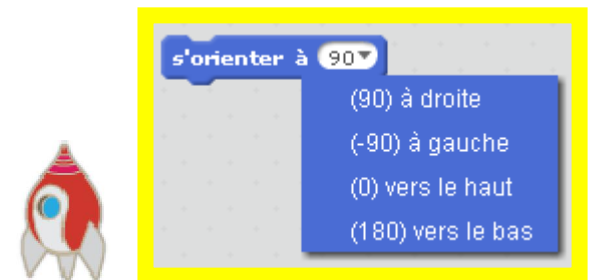 s'orienter à 90
(90) à droite
(-90) à gauche
(0) vers le haut
(180) vers le bas